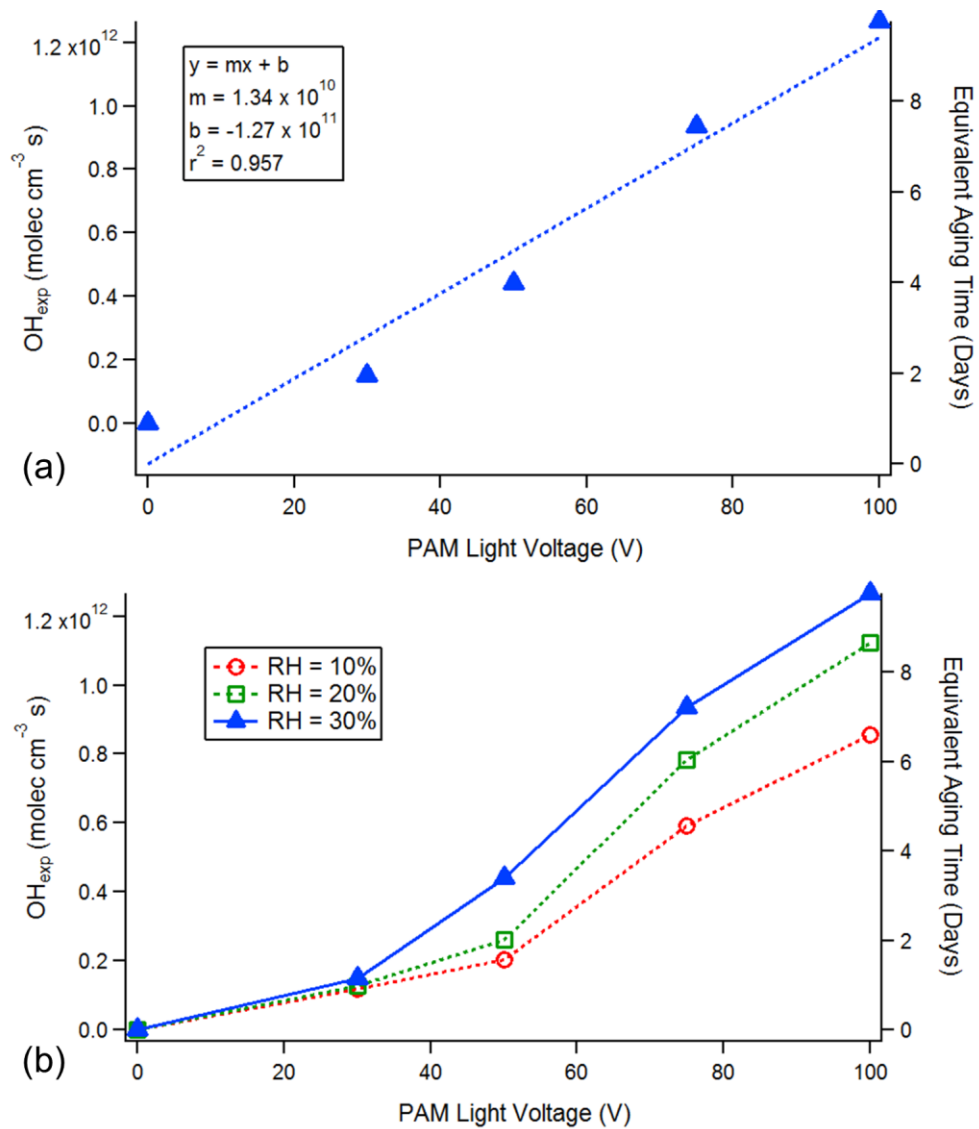 1.2 x10^12
1.0
0.8
0.6
0.4
0.2
0.0
OH_exp (molec cm^-3 s)
y = mx + b
m = 1.34 x 10^10
b = -1.27 x 10^11
r^2 = 0.957
8
6
4
2
0
Equivalent Aging Time (Days)
(a)
0 20 40 60 80 100
PAM Light Voltage (V)
1.2 x10^12
1.0
0.8
0.6
0.4
0.2
0.0
OH_exp (molec cm^-3 s)
RH = 10%
RH = 20%
RH = 30%
8
6
4
2
0
Equivalent Aging Time (Days)
(b)
0 20 40 60 80 100
PAM Light Voltage (V)